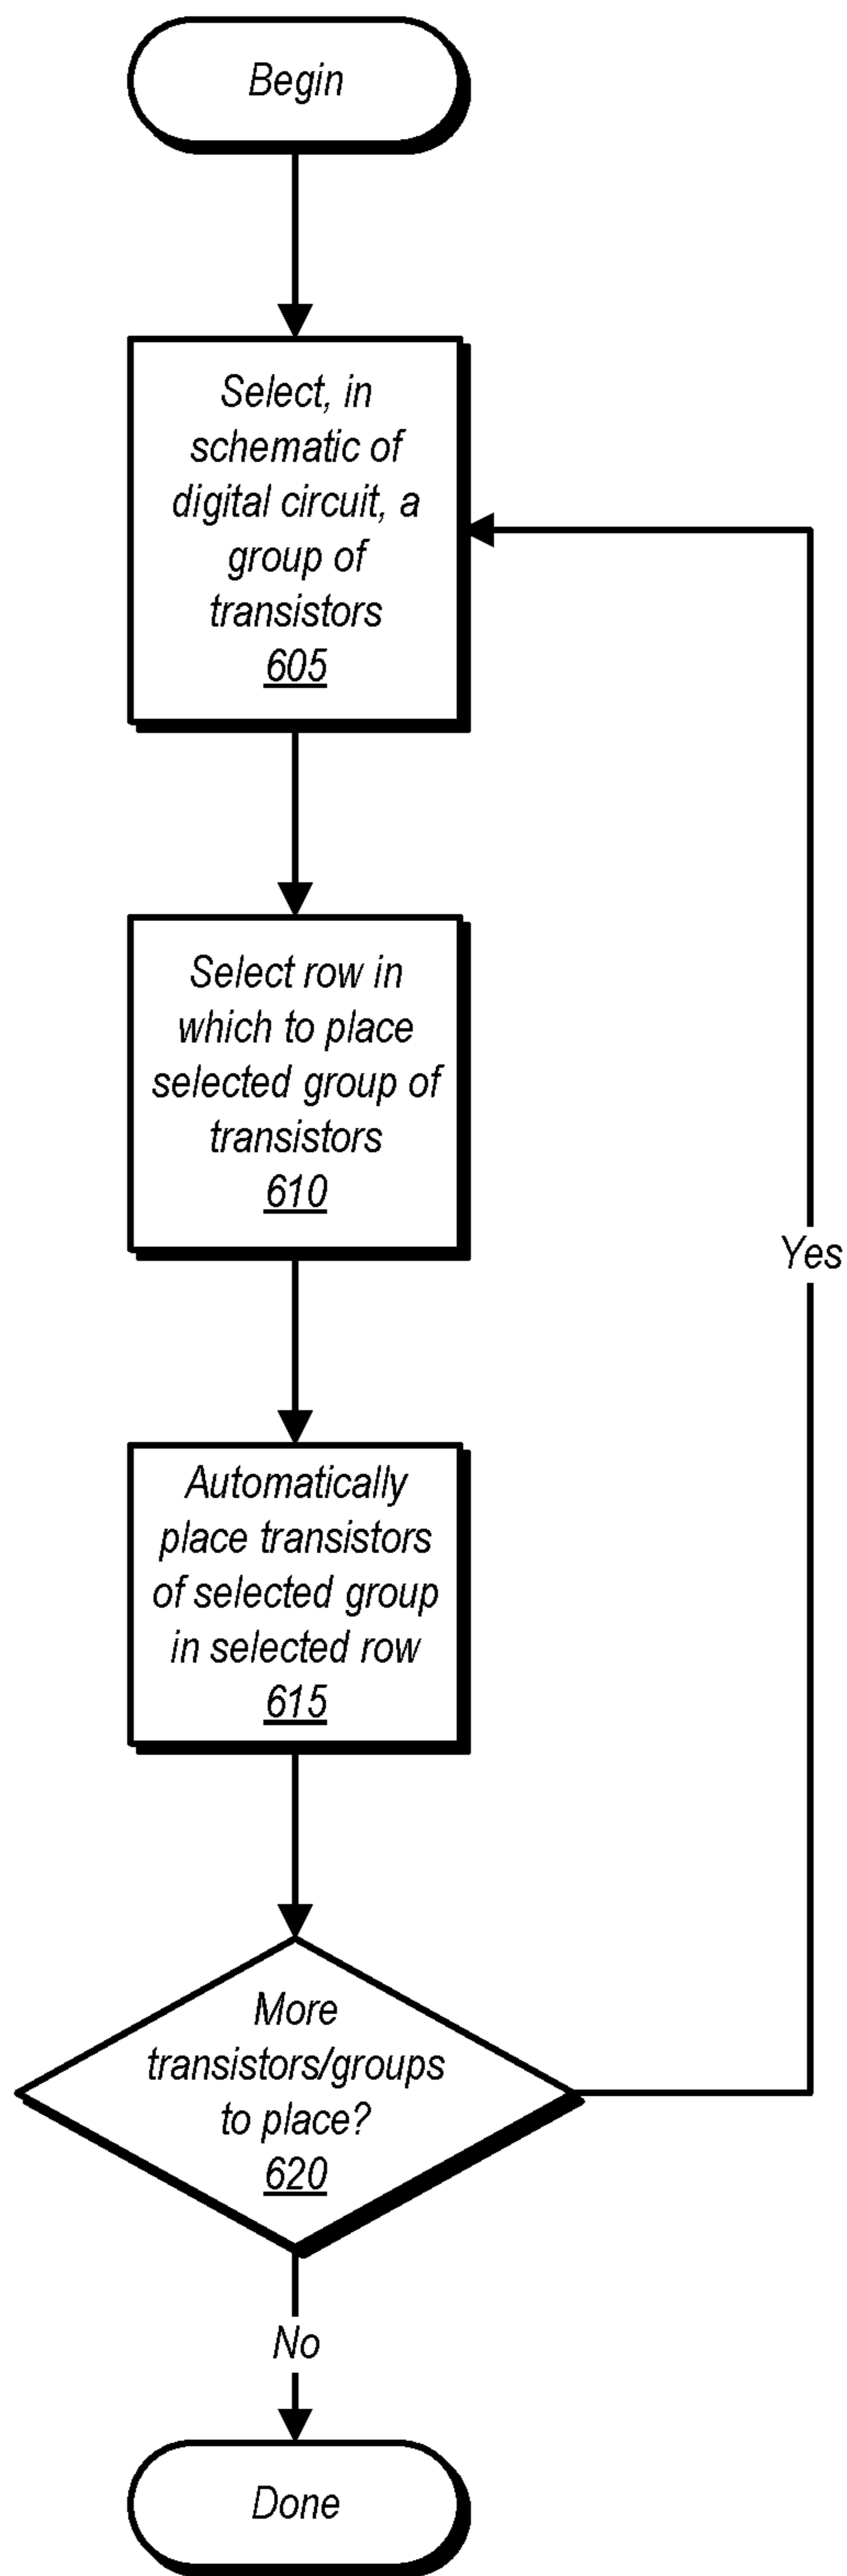 Begin
Select, in
schematic of
digital circuit, a
group of
transistors
605
Select row in
which to place
selected group of
transistors
610
Yes
Automatically
place transistors
of selected group
in selected row
615
More
transistors/groups
to place?
620
No
Done